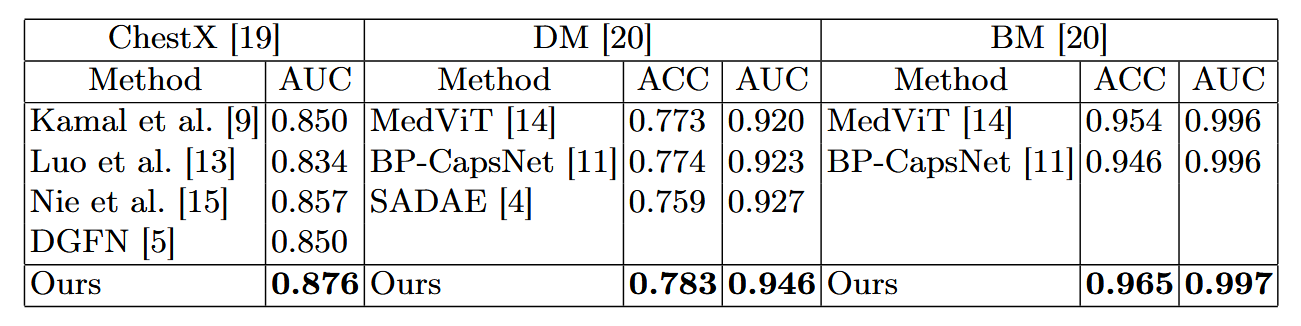 ChestX [19] DM [20] BM [20]
Method AUC Method ACC AUC Method ACC AUC
Kamal et al. [9] 0.850 MedViT [14] 0.773 0.920 MedViT [14] 0.954 0.996
Luo et al. [13] 0.834 BP-CapsNet [11] 0.774 0.923 BP-CapsNet [11] 0.946 0.996
Nie et al. [15] 0.857 SADAE [4] 0.759 0.927
DGFN [5] 0.850
Ours 0.876 Ours 0.783 0.946 Ours 0.965 0.997